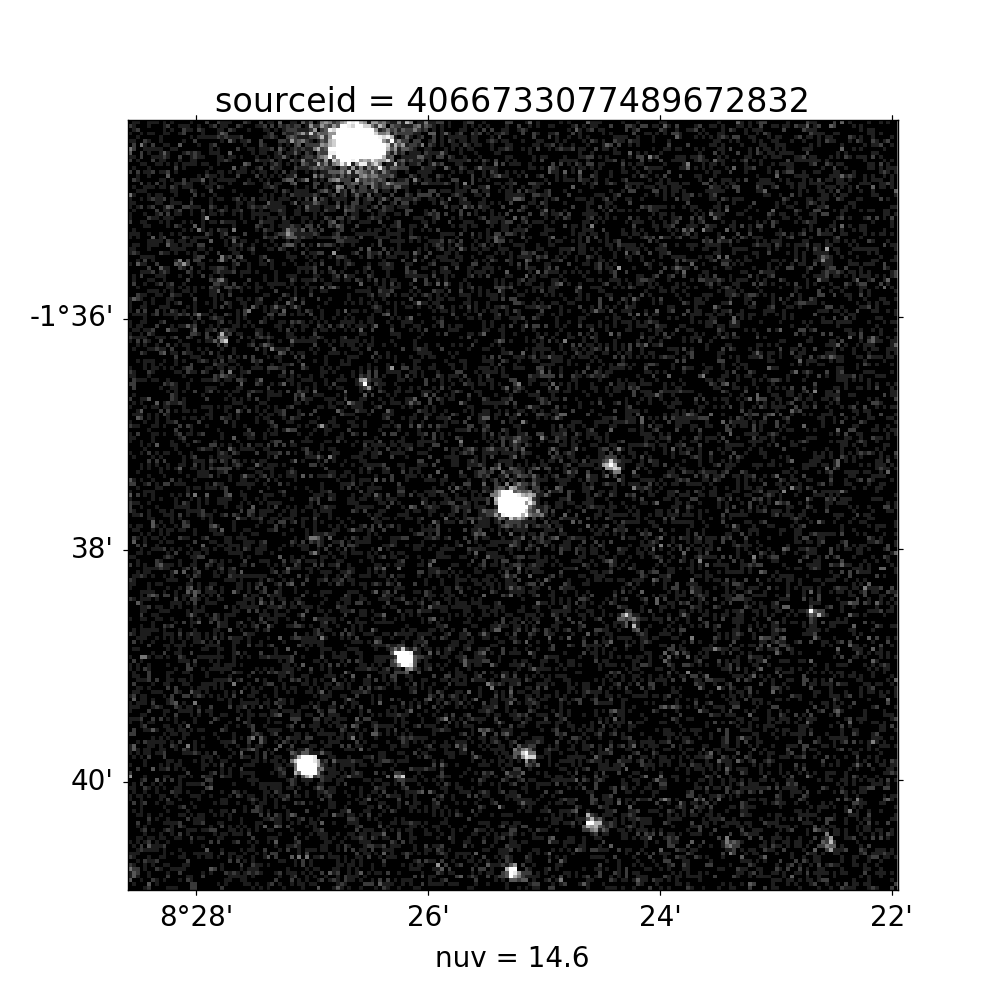 sourceid = 4066733077489672832
-1°36'
38'
40'
8°28' 26' 24' 22'
nuv = 14.6